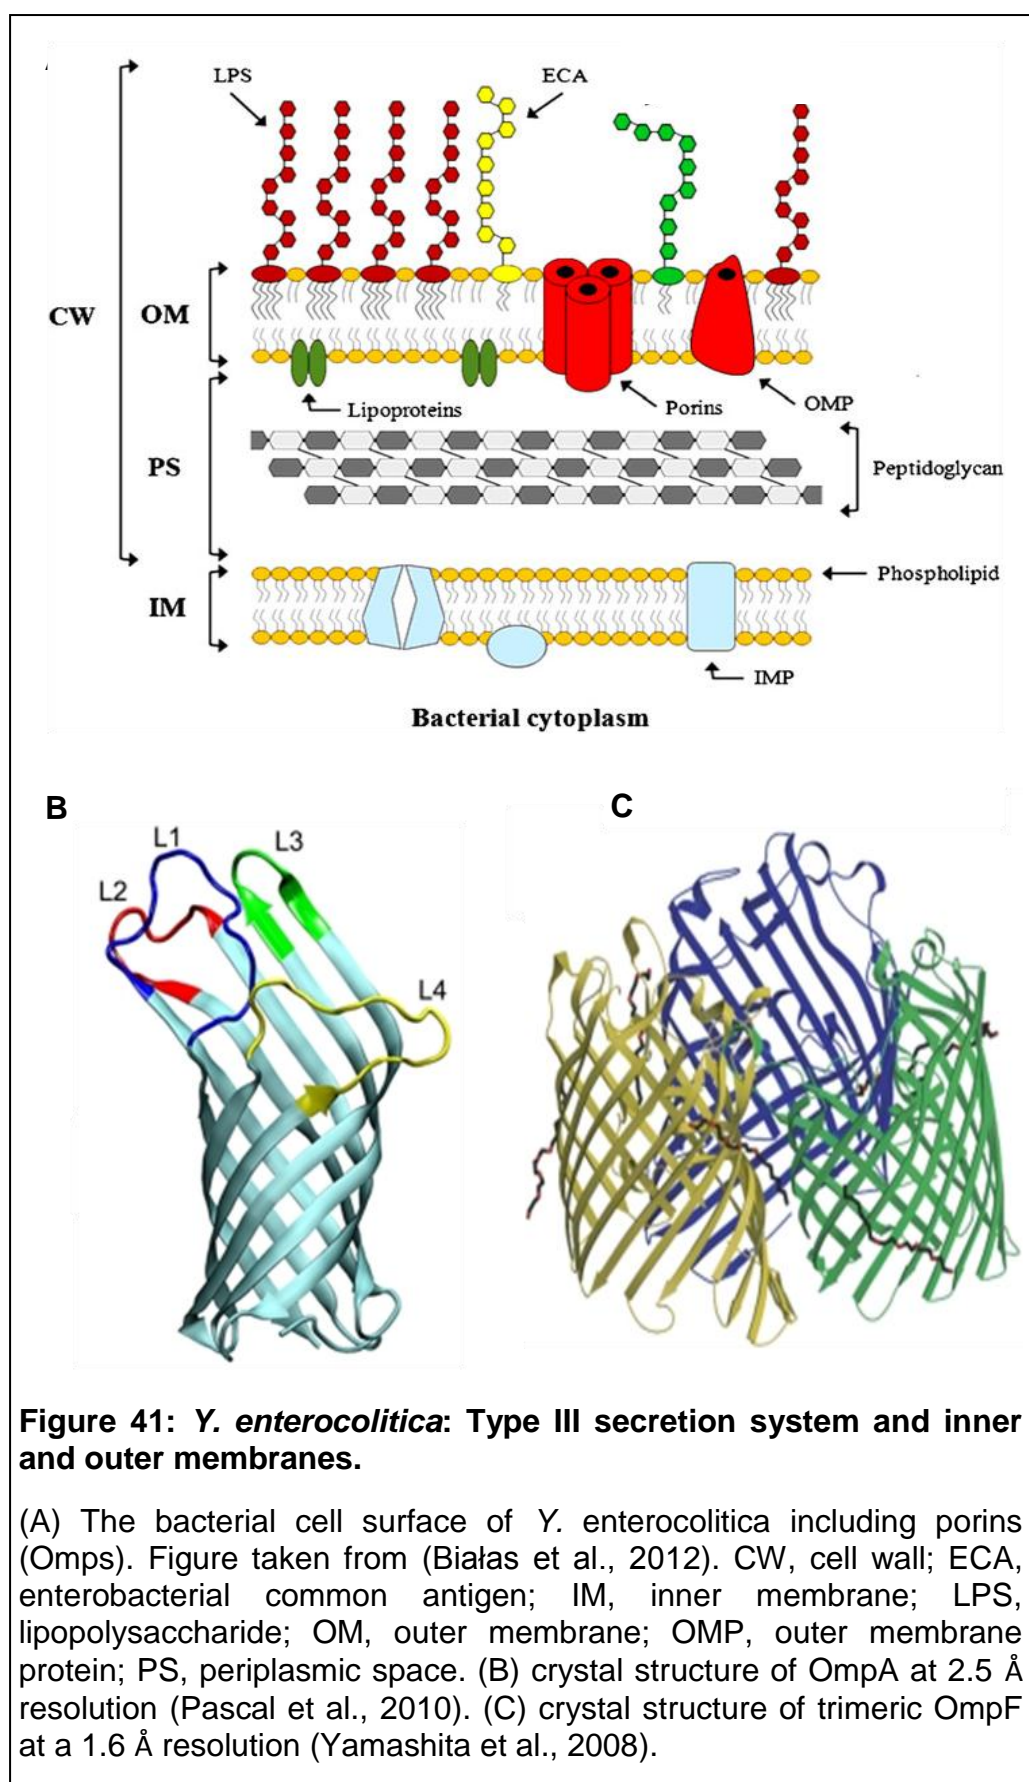 LPS
ECA
CW
OM
Lipoproteins
Porins
OMP
PS
Peptidoglycan
Phospholipid
IM
IMP
Bacterial cytoplasm
B
C
L1
L3
L2
L4
Figure 41: Y. enterocolitica: Type III secretion system and inner
and outer membranes.
(A) The bacterial cell surface of Y. enterocolitica including porins
(Omps). Figure taken from (Białas et al., 2012). CW, cell wall; ECA,
enterobacterial common antigen; IM, inner membrane; LPS,
lipopolysaccharide; OM, outer membrane; OMP, outer membrane
protein; PS, periplasmic space. (B) crystal structure of OmpA at 2.5 Å
resolution (Pascal et al., 2010). (C) crystal structure of trimeric OmpF
at a 1.6 Å resolution (Yamashita et al., 2008).